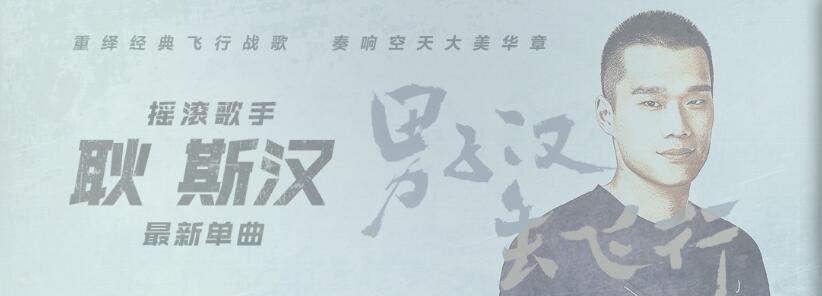 重绎经典飞行战歌 奏响空天大美华章
摇滚歌手
耿斯汉
最新单曲
男子汉
去飞行